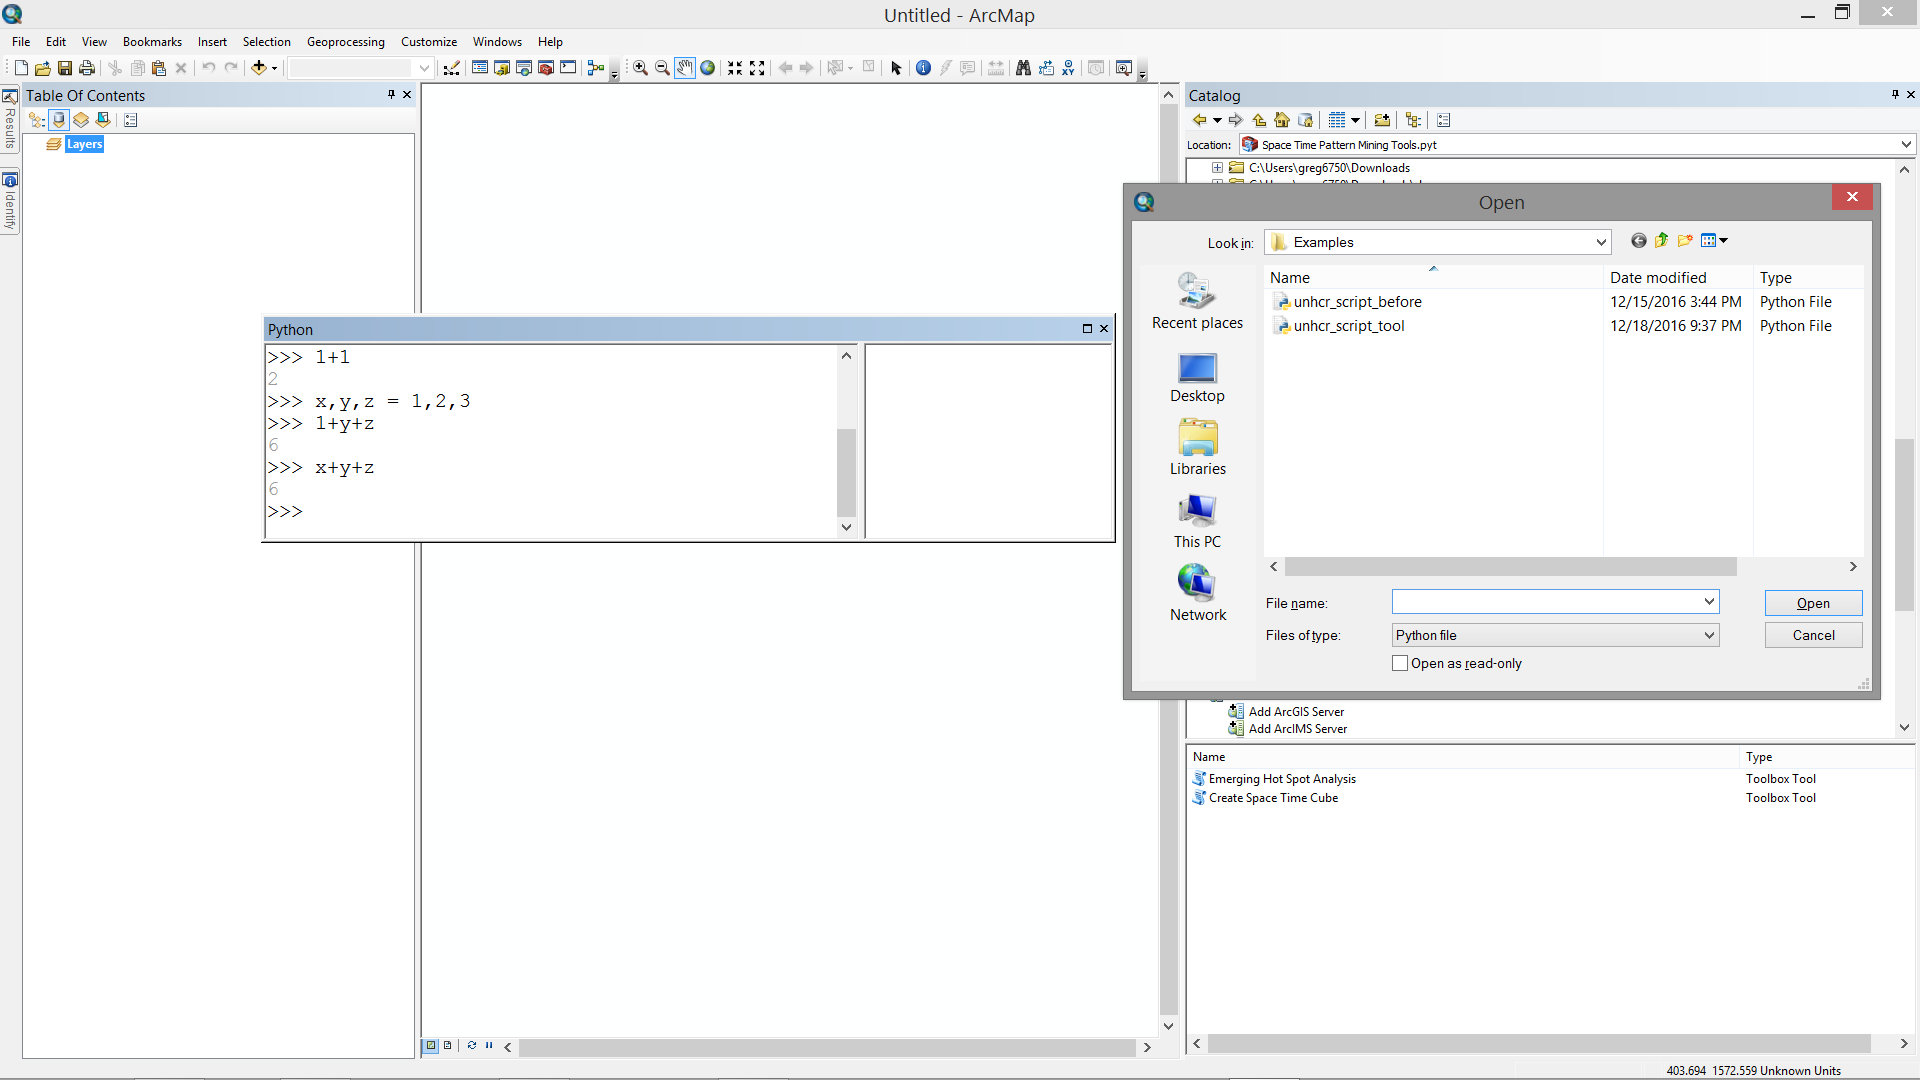 Untitled - ArcMap
File Edit View Bookmarks Insert Selection Geoprocessing Customize Windows Help
Results
Identify
Table Of Contents
Layers
Python
>>> 1+1
2
>>> x,y,z = 1,2,3
>>> 1+y+z
6
>>> x+y+z
6
>>>
Catalog
Location: Space Time Pattern Mining Tools.pyt
C:\Users\greg6750\Downloads
Open
Look in: Examples
Recent places
Desktop
Libraries
This PC
Network
Name Date modified Type
unhcr_script_before 12/15/2016 3:44 PM Python File
unhcr_script_tool 12/18/2016 9:37 PM Python File
File name: Open
Files of type: Python file Cancel
Open as read-only
Add ArcGIS Server
Add ArcIMS Server
Name Type
Emerging Hot Spot Analysis Toolbox Tool
Create Space Time Cube Toolbox Tool
403.694 1572.559 Unknown Units